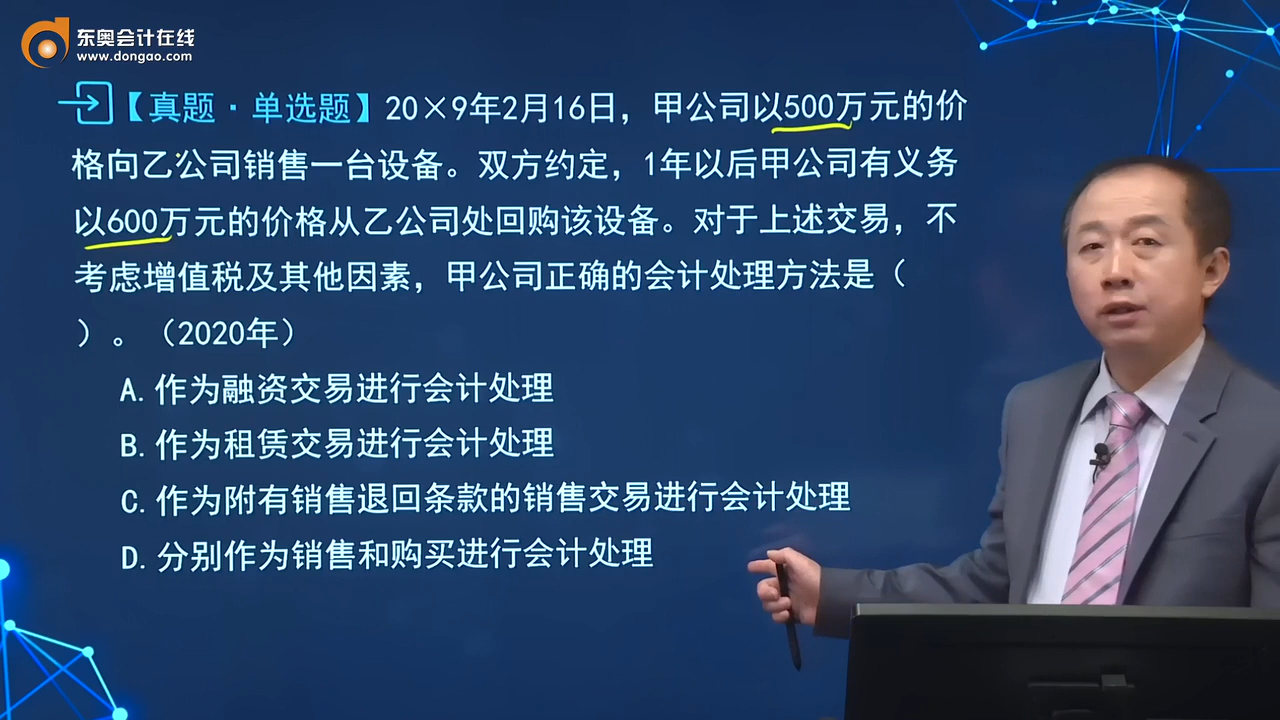 东奥会计在线
www.dongao.com
【真题·单选题】20×9年2月16日，甲公司以500万元的价
格向乙公司销售一台设备。双方约定，1年以后甲公司有义务
以600万元的价格从乙公司处回购该设备。对于上述交易，不
考虑增值税及其他因素，甲公司正确的会计处理方法是（
）。（2020年）
A. 作为融资交易进行会计处理
B. 作为租赁交易进行会计处理
C. 作为附有销售退回条款的销售交易进行会计处理
D. 分别作为销售和购买进行会计处理